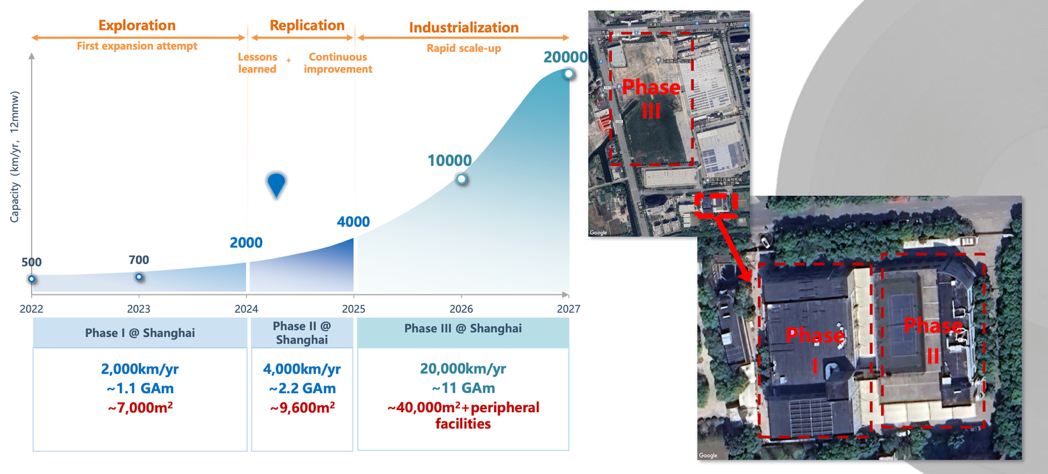 Exploration
Replication
Industrialization
First expansion attempt
Rapid scale-up
Lessons learned + Continuous improvement
Capacity (km/yr, 12mmw)
500
700
2000
4000
10000
20000
2022
2023
2024
2025
2026
2027
Phase I @ Shanghai
Phase II @
Shanghai
Phase III @ Shanghai
2,000km/yr
~1.1 GAm
~7,000m²
4,000km/yr
~2.2 GAm
~9,600m²
20,000km/yr
~11 GAm
~40,000m²+peripheral
facilities
Phase
III
Google
Phase
I
Phase
II
Google